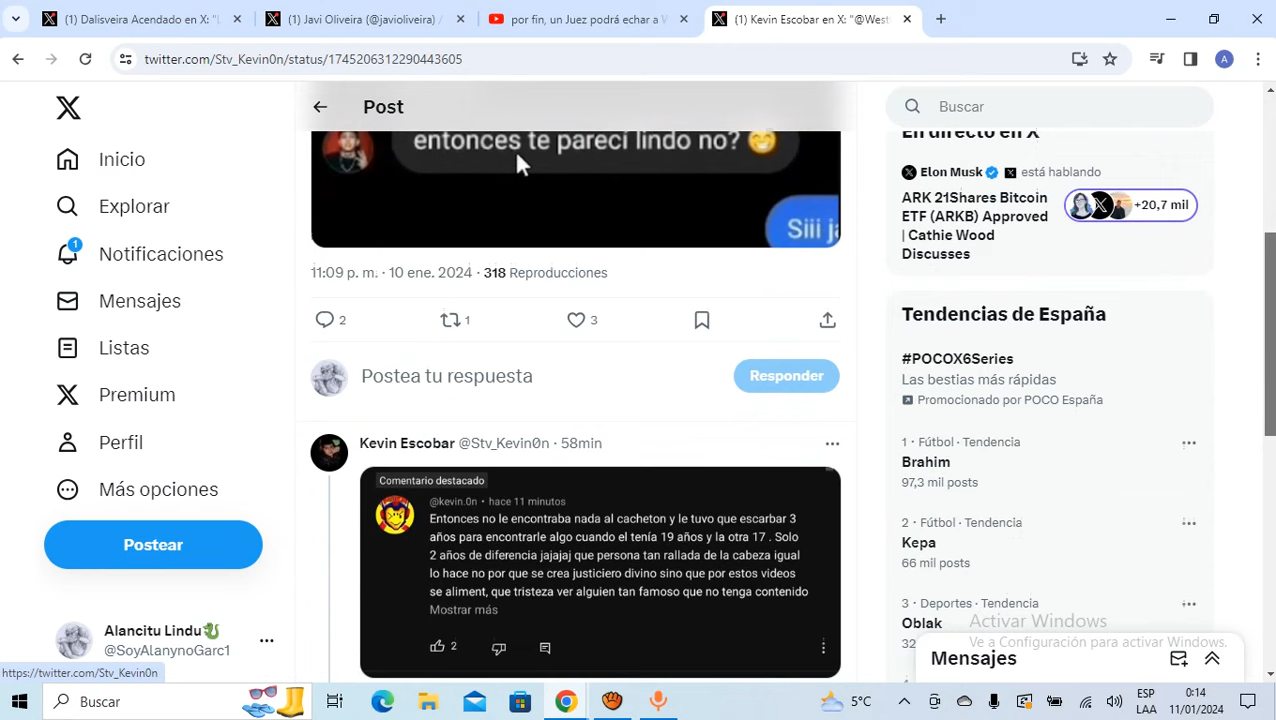 (1) Dalisveira Acendado en X: "L
(1) Javi Oliveira (@javioliveira) /
por fin, un Juez podrá echar a W
(1) Kevin Escobar en X: "@West
twitter.com/Stv_Kevin0n/status/1745206312290443605
A
Post
entonces te parecí lindo no?
Siii ja
11:09 p. m. · 10 ene. 2024 · 318 Reproducciones
2
1
3
Postea tu respuesta
Responder
Kevin Escobar @Stv_Kevin0n · 58min
Comentario destacado
@kevin.0n • hace 11 minutos
Entonces no le encontraba nada al cacheton y le tuvo que escarbar 3
años para encontrarle algo cuando el tenía 19 años y la otra 17 . Solo
2 años de diferencia jajajaj que persona tan rallada de la cabeza igual
lo hace no por que se crea justiciero divino sino que por estos videos
se aliment, que tristeza ver alguien tan famoso que no tenga contenido
Mostrar más
2
Inicio
Explorar
1
Notificaciones
Mensajes
Listas
Premium
Perfil
Más opciones
Postear
Alancitu Lindu
@SoyAlanynoGarc1
https://twitter.com/Stv_Kevin0n
Buscar
En directo en X
Elon Musk está hablando
ARK 21Shares Bitcoin
ETF (ARKB) Approved
| Cathie Wood
Discusses
+20,7 mil
Tendencias de España
#POCOX6Series
Las bestias más rápidas
Promocionado por POCO España
1 · Fútbol · Tendencia
Brahim
97,3 mil posts
2 · Fútbol · Tendencia
Kepa
66 mil posts
3 · Deportes · Tendencia
Oblak
32
Activar Windows
Ve a Configuración para activar Windows.
Mensajes
Buscar
5°C
ESP
LAA
0:14
11/01/2024